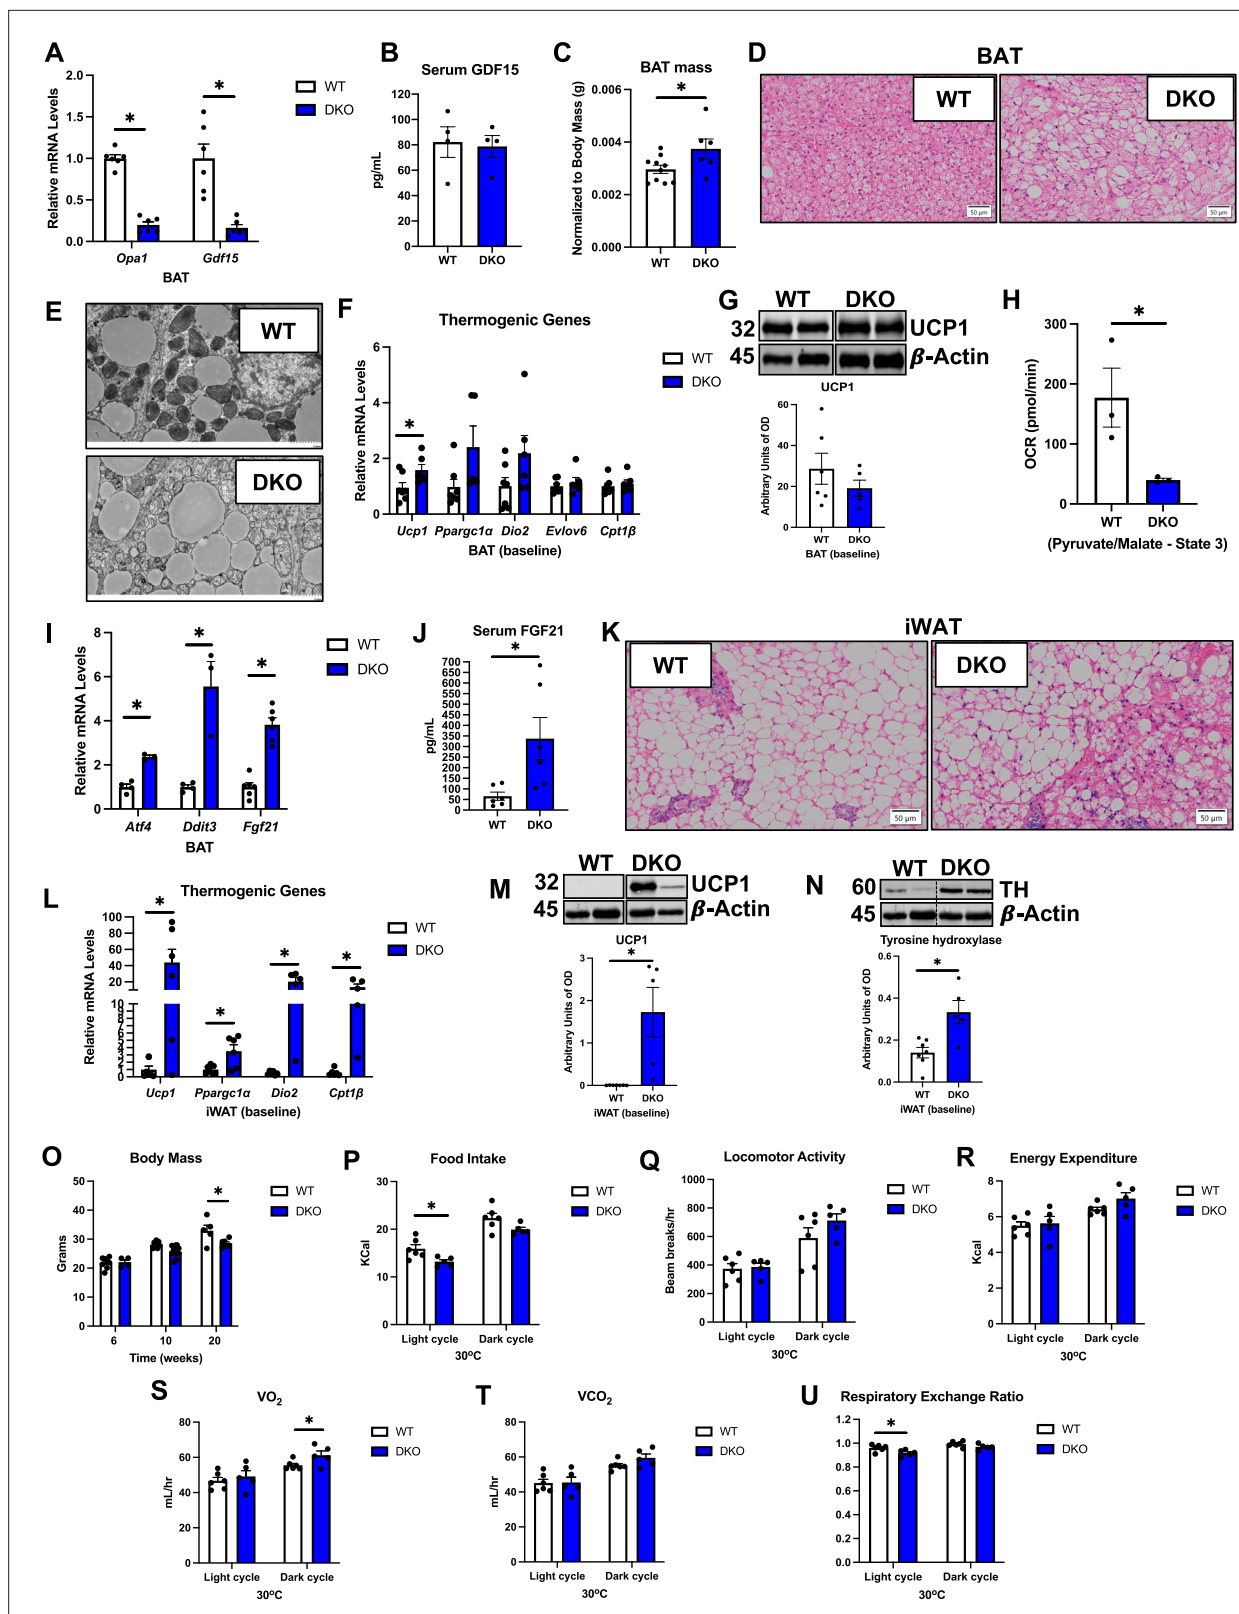 A
Relative mRNA Levels
2.0
1.5
1.0
0.5
0.0
*
*
WT
DKO
Opa1
Gdf15
BAT
B
Serum GDF15
pg/mL
120
100
80
60
40
20
0
WT
DKO
C
BAT mass
Normalized to Body Mass (g)
0.006
0.004
0.002
0.000
*
WT
DKO
D
BAT
WT
50 µm
DKO
50 µm
E
WT
DKO
F
Thermogenic Genes
Relative mRNA Levels
6
4
2
0
*
WT
DKO
Ucp1
Ppargc1α
Dio2
Evlov6
Cpt1β
BAT (baseline)
G
WT
DKO
32
UCP1
45
β-Actin
UCP1
Arbitrary Units of OD
80
60
40
20
0
WT
DKO
BAT (baseline)
H
OCR (pmol/min)
300
200
100
0
*
WT
DKO
(Pyruvate/Malate - State 3)
I
Relative mRNA Levels
8
6
4
2
0
*
*
*
WT
DKO
Atf4
Ddit3
Fgf21
BAT
J
Serum FGF21
pg/mL
700
650
600
550
500
450
400
350
300
250
200
150
100
50
0
*
WT
DKO
K
iWAT
WT
50 µm
DKO
50 µm
L
Thermogenic Genes
Relative mRNA Levels
100
80
60
40
20
10
9
8
7
6
5
4
3
2
1
0
*
*
*
*
WT
DKO
Ucp1
Ppargc1α
Dio2
Cpt1β
iWAT (baseline)
M
WT
DKO
32
UCP1
45
β-Actin
UCP1
Arbitrary Units of OD
3
2
1
0
*
WT
DKO
iWAT (baseline)
N
WT
DKO
60
TH
45
β-Actin
Tyrosine hydroxylase
Arbitrary Units of OD
0.6
0.4
0.2
0.0
*
WT
DKO
iWAT (baseline)
O
Body Mass
Grams
50
40
30
20
10
0
*
WT
DKO
6
10
20
Time (weeks)
P
Food Intake
KCal
30
20
10
0
*
WT
DKO
Light cycle
Dark cycle
30ºC
Q
Locomotor Activity
Beam breaks/hr
1000
800
600
400
200
0
WT
DKO
Light cycle
Dark cycle
30ºC
R
Energy Expenditure
Kcal
8
6
4
2
0
WT
DKO
Light cycle
Dark cycle
30ºC
S
VO₂
mL/hr
80
60
40
20
0
*
WT
DKO
Light cycle
Dark cycle
30ºC
T
VCO₂
mL/hr
80
60
40
20
0
WT
DKO
Light cycle
Dark cycle
30ºC
U
Respiratory Exchange Ratio
1.2
1.0
0.8
0.6
0.4
0.2
0.0
*
WT
DKO
Light cycle
Dark cycle
30ºC